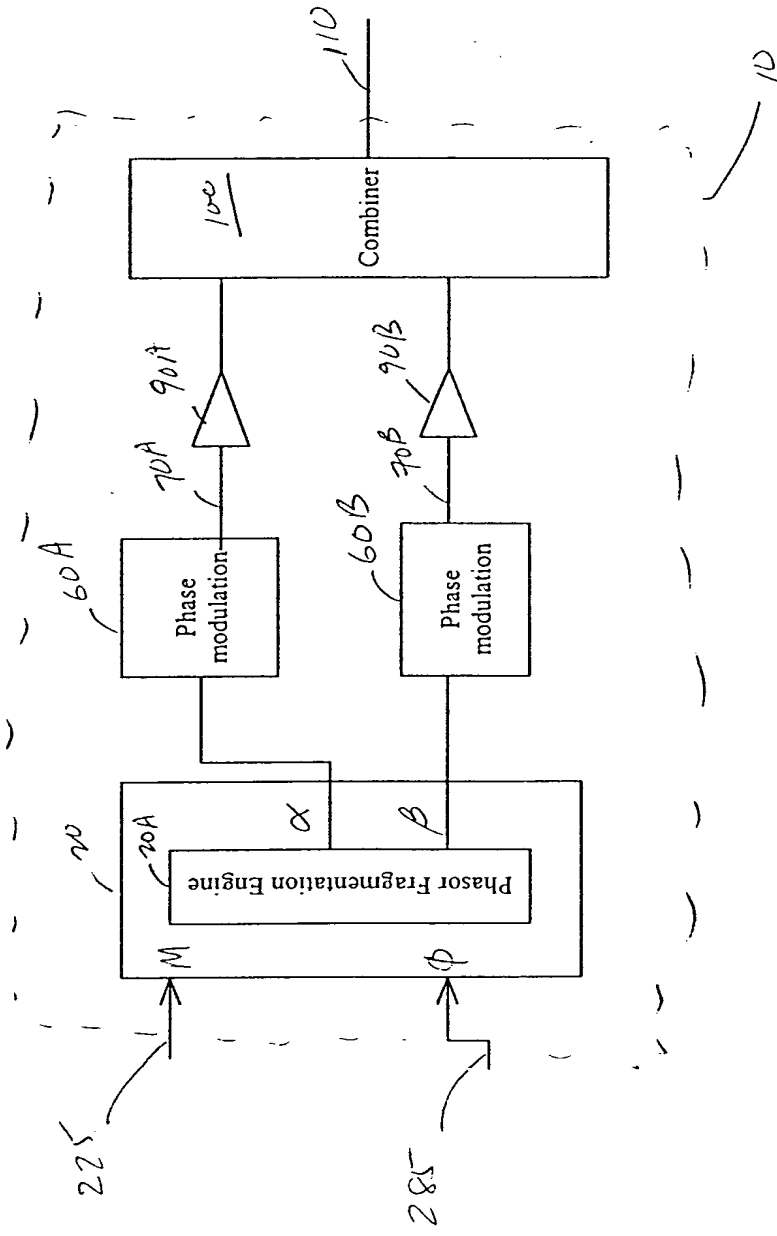 225
285
M
ϕ
20
20A
Phasor Fragmentation Engine
α
β
60A
Phase
modulation
60B
Phase
modulation
70A
70B
90A
90B
100
Combiner
110
10